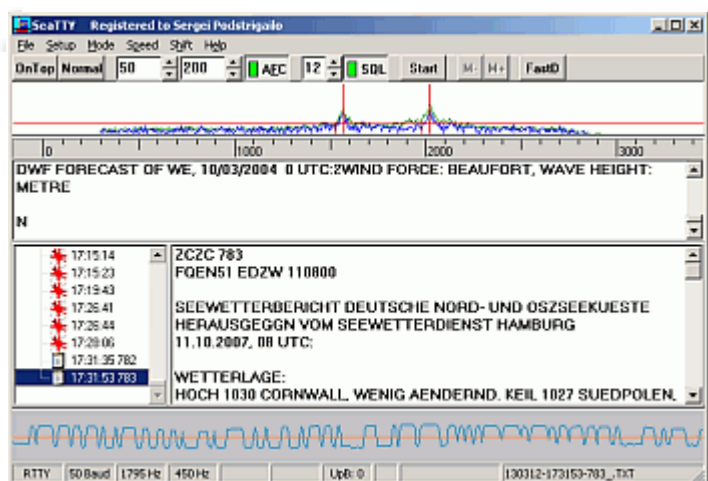 SeaTTY Registered to Sergei Podstrigailo
File Setup Mode Speed Shift Help
OnTop Normal 50 200 AFC 12 SQL Start M- M+ FastID
0 1000 2000 3000
DWF FORECAST OF WE, 10/03/2004 0 UTC:2WIND FORCE: BEAUFORT, WAVE HEIGHT:
METRE
N
17:15:14
17:15:23
17:19:43
17:26:41
17:26:44
17:28:06
17:31:35 782
17:31:53 783
ZCZC 783
FQEN51 EDZW 110800
SEEWETTERBERICHT DEUTSCHE NORD- UND OSZSEEKUESTE
HERAUSGEGGN VOM SEEWETTERDIENST HAMBURG
11.10.2007, 08 UTC:
WETTERLAGE:
HOCH 1030 CORNWALL, WENIG AENDERND. KEIL 1027 SUEDPOLEN,
RTTY 50 Baud 1795 Hz 450 Hz UpB: 0 130312-173153-783_.TXT